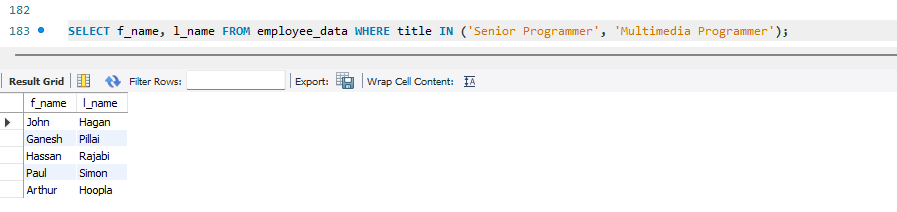 182
183 SELECT f_name, l_name FROM employee_data WHERE title IN ('Senior Programmer', 'Multimedia Programmer');
Result Grid Filter Rows: Export: Wrap Cell Content: IA
f_name l_name
John Hagan
Ganesh Pillai
Hassan Rajabi
Paul Simon
Arthur Hoopla